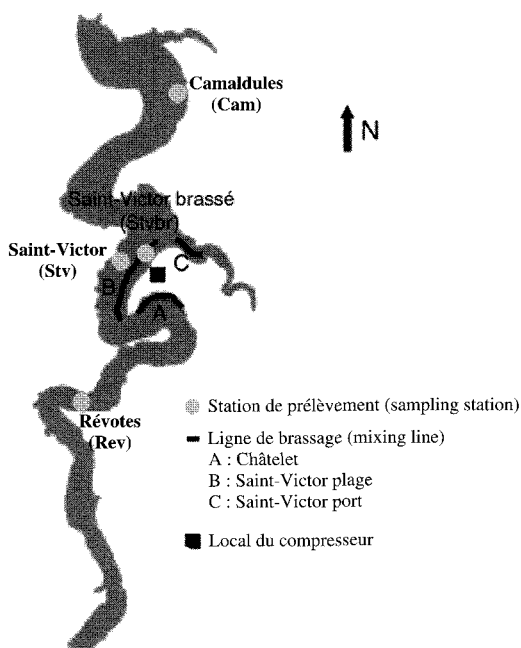 Camaldules
(Cam)
N
Saint-Victor brassé
(Stvbr)
Saint-Victor
(Stv)
C
B
A
Révotes
(Rev)
Station de prélèvement (sampling station)
Ligne de brassage (mixing line)
A : Châtelet
B : Saint-Victor plage
C : Saint-Victor port
Local du compresseur